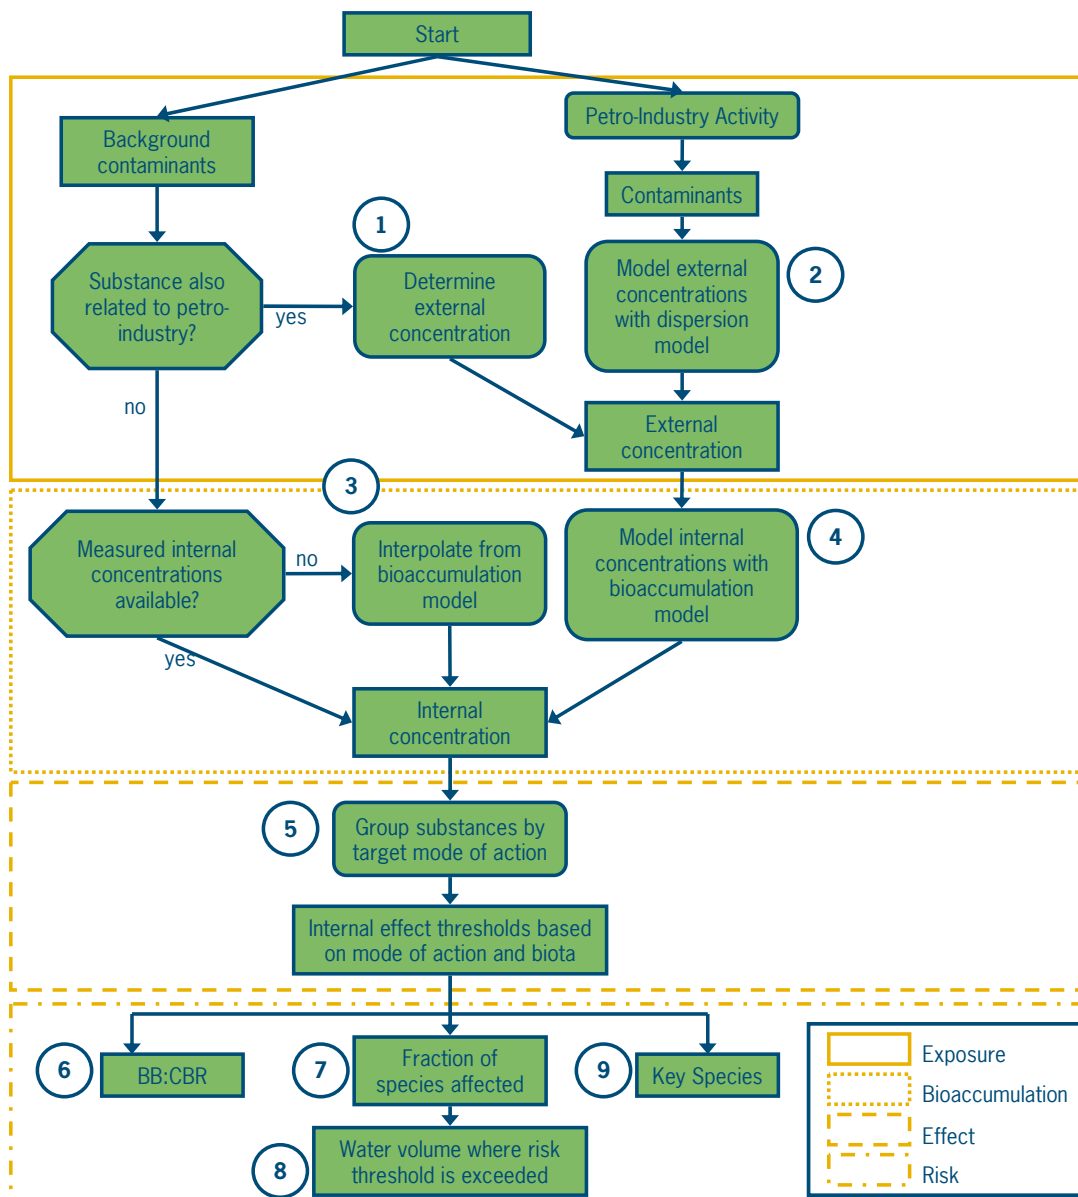 Start
Background
contaminants
Petro-Industry Activity
Contaminants
1
2
Substance also
related to petro-
industry?
yes
Determine
external
concentration
Model external
concentrations
with dispersion
model
no
External
concentration
3
4
Measured internal
concentrations
available?
no
Interpolate from
bioaccumulation
model
Model internal
concentrations with
bioaccumulation
model
yes
Internal
concentration
5
Group substances by
target mode of action
Internal effect thresholds based
on mode of action and biota
6
BB:CBR
7
Fraction of
species affected
9
Key Species
8
Water volume where risk
threshold is exceeded
Exposure
Bioaccumulation
Effect
Risk